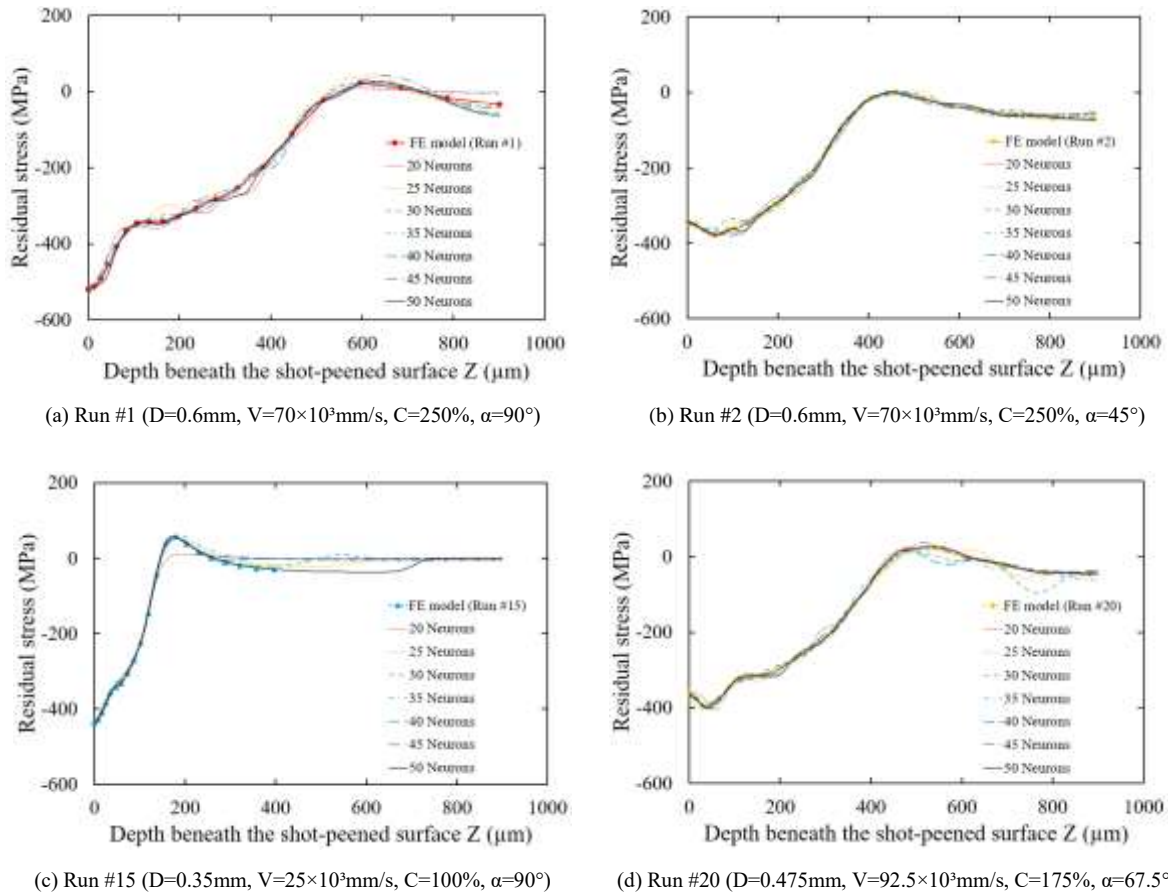 200
0
-200
-400
-600
Residual stress (MPa)
FE model (Run #1)
20 Neurons
25 Neurons
30 Neurons
35 Neurons
40 Neurons
45 Neurons
50 Neurons
0 200 400 600 800 1000
Depth beneath the shot-peened surface Z (µm)
(a) Run #1 (D=0.6mm, V=70×10³mm/s, C=250%, α=90°)
200
0
-200
-400
-600
Residual stress (MPa)
FE model (Run #2)
20 Neurons
25 Neurons
30 Neurons
35 Neurons
40 Neurons
45 Neurons
50 Neurons
0 200 400 600 800 1000
Depth beneath the shot-peened surface Z (µm)
(b) Run #2 (D=0.6mm, V=70×10³mm/s, C=250%, α=45°)
200
0
-200
-400
-600
Residual stress (MPa)
FE model (Run #15)
20 Neurons
25 Neurons
30 Neurons
35 Neurons
40 Neurons
45 Neurons
50 Neurons
0 200 400 600 800 1000
Depth beneath the shot-peened surface Z (µm)
(c) Run #15 (D=0.35mm, V=25×10³mm/s, C=100%, α=90°)
200
0
-200
-400
-600
Residual stress (MPa)
FE model (Run #20)
20 Neurons
25 Neurons
30 Neurons
35 Neurons
40 Neurons
45 Neurons
50 Neurons
0 200 400 600 800 1000
Depth beneath the shot-peened surface Z (µm)
(d) Run #20 (D=0.475mm, V=92.5×10³mm/s, C=175%, α=67.5°